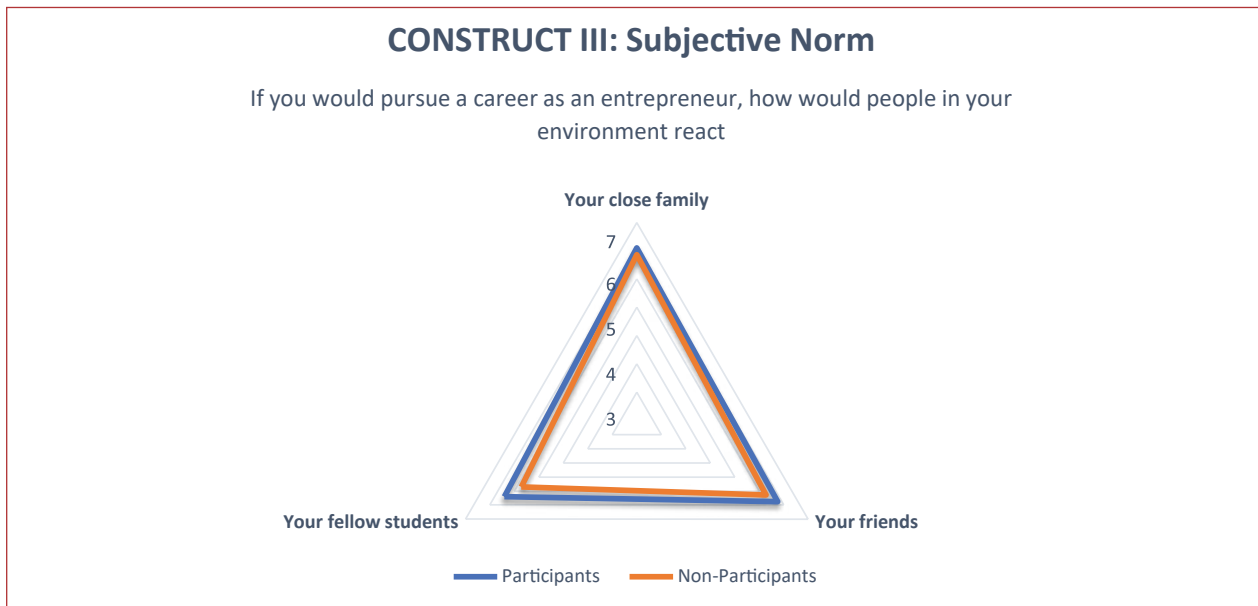 CONSTRUCT III: Subjective Norm
If you would pursue a career as an entrepreneur, how would people in your
environment react
Your close family
7
6
5
4
3
Your fellow students
Your friends
Participants
Non-Participants